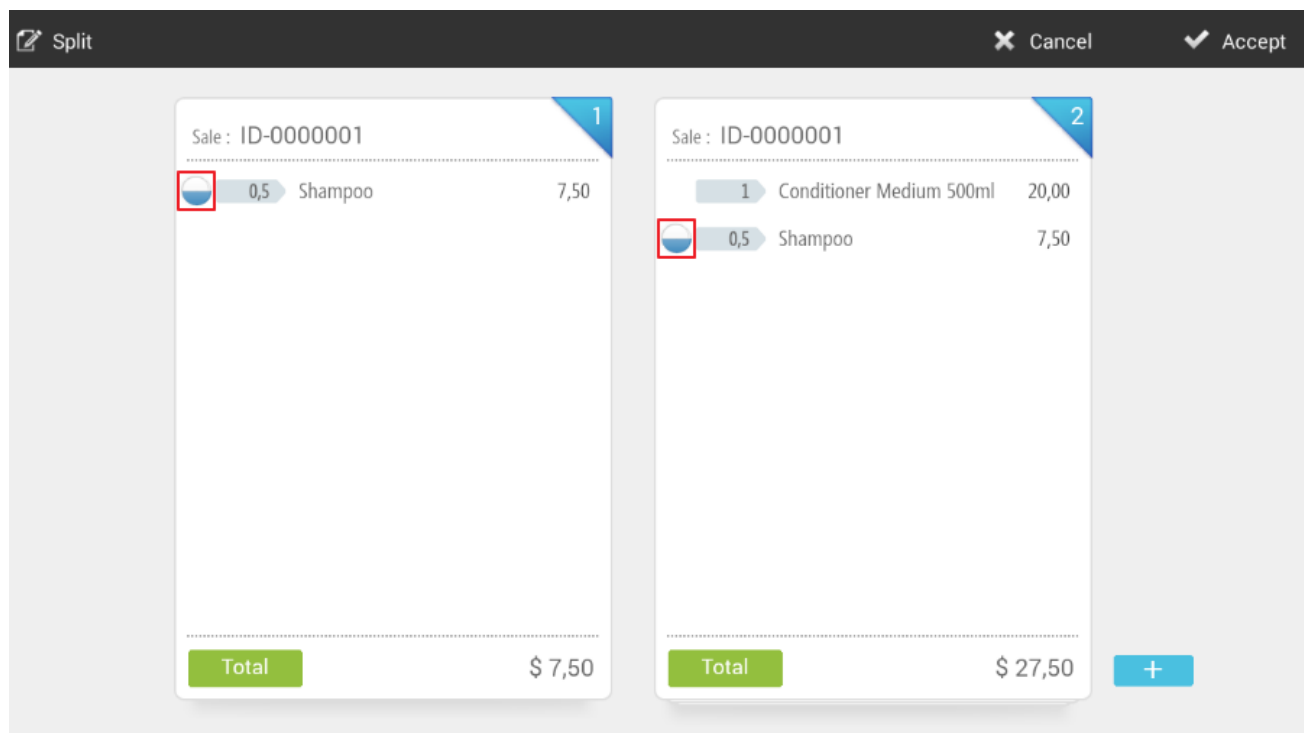 Split Cancel Accept
1
Sale : ID-0000001
0,5 Shampoo 7,50
Total $ 7,50
2
Sale : ID-0000001
1 Conditioner Medium 500ml 20,00
0,5 Shampoo 7,50
Total $ 27,50
+